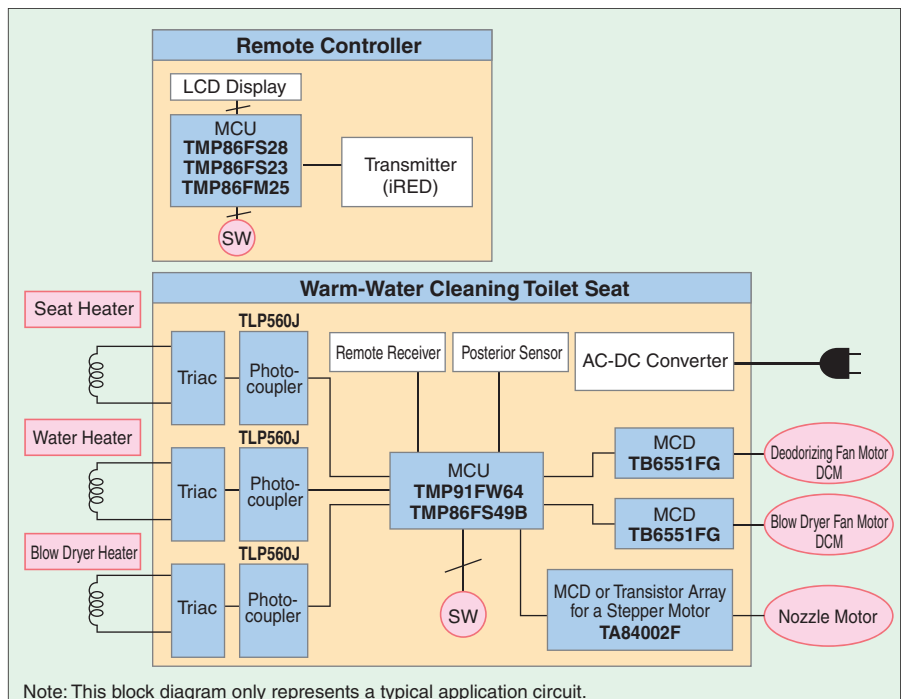 Remote Controller
LCD Display
MCU
TMP86FS28
TMP86FS23
TMP86FM25
Transmitter
(iRED)
SW
Warm-Water Cleaning Toilet Seat
Seat Heater
TLP560J
Triac
Photo-
coupler
Remote Receiver
Posterior Sensor
AC-DC Converter
Water Heater
TLP560J
Triac
Photo-
coupler
MCU
TMP91FW64
TMP86FS49B
MCD
TB6551FG
Deodorizing Fan Motor
DCM
MCD
TB6551FG
Blow Dryer Fan Motor
DCM
Blow Dryer Heater
TLP560J
Triac
Photo-
coupler
SW
MCD or Transistor Array
for a Stepper Motor
TA84002F
Nozzle Motor
Note: This block diagram only represents a typical application circuit.